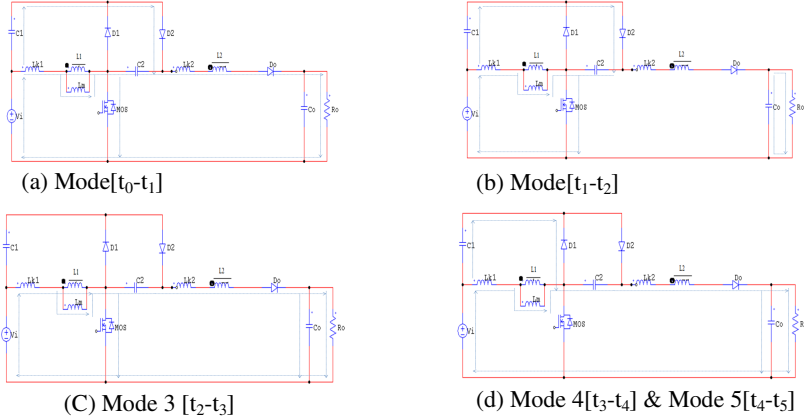 C1 D1 D2
Lk1 L1 C2 Lk2 L2 Do
Lm
Vi MOS Co Ro
(a) Mode[t₀-t₁]
C1 D1 D2
Lk1 L1 C2 Lk2 L2 Do
Lm
Vi MOS Co Ro
(b) Mode[t₁-t₂]
C1 D1 D2
Lk1 L1 C2 Lk2 L2 Do
Lm
Vi MOS Co Ro
(C) Mode 3 [t₂-t₃]
C1 D1 D2
Lk1 L1 C2 Lk2 L2 Do
Lm
Vi MOS Co R
(d) Mode 4[t₃-t₄] & Mode 5[t₄-t₅]